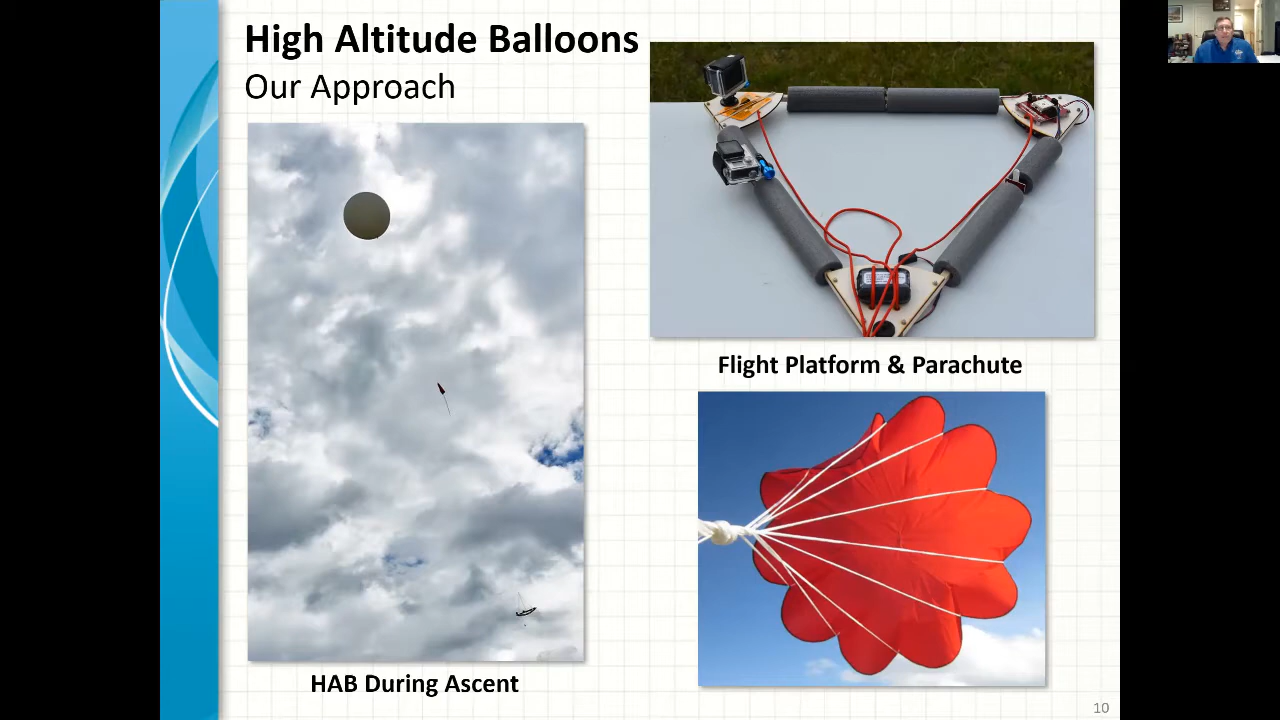 High Altitude Balloons
Our Approach
Flight Platform & Parachute
HAB During Ascent
10